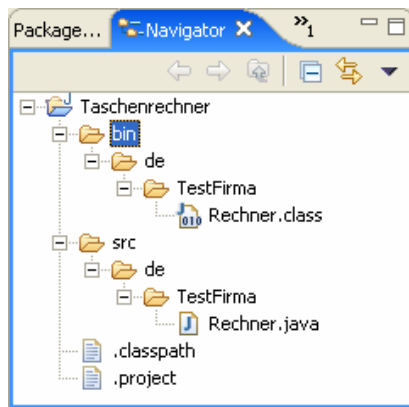 Package... Navigator »1
Taschenrechner
bin
de
TestFirma
Rechner.class
src
de
TestFirma
Rechner.java
.classpath
.project